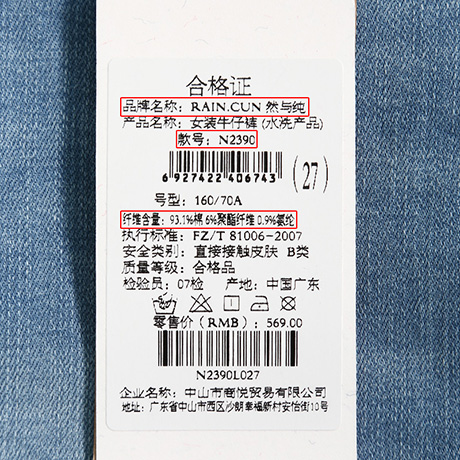 合格证
品牌名称: RAIN.CUN 然与纯
产品名称: 女装牛仔裤 (水洗产品)
款号: N2390
6 927422 406743
(27)
号型: 160/70A
纤维含量: 93.1%棉 6%聚酯纤维 0.9%氨纶
执行标准: FZ/T 81006-2007
安全类别: 直接接触皮肤 B类
质量等级: 合格品
检验员: 07检 产地: 中国广东
零售价 (RMB): 569.00
N2390L027
企业名称: 中山市商悦贸易有限公司
地址: 广东省中山市西区沙朗幸福新村安怡街10号